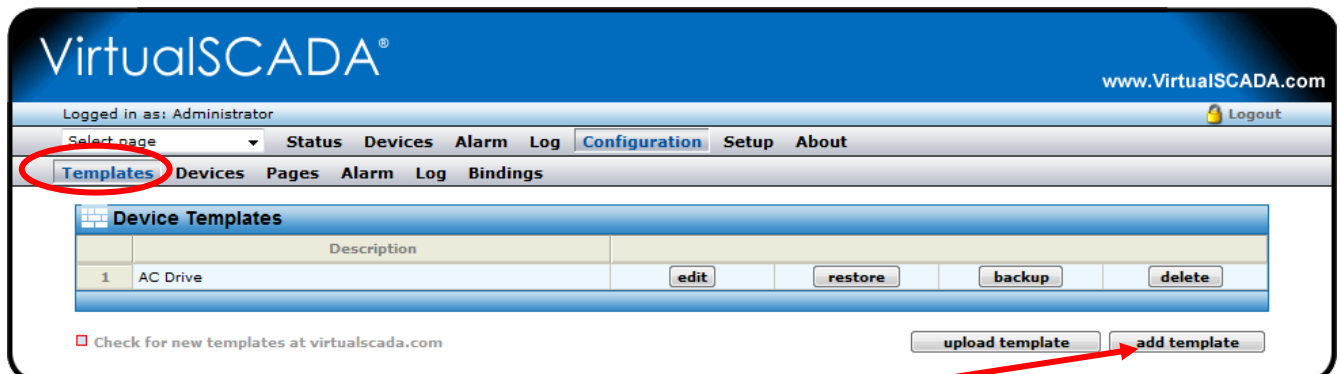 VirtualSCADA®
www.VirtualSCADA.com
Logged in as: Administrator
Logout
Select page Status Devices Alarm Log Configuration Setup About
Templates Devices Pages Alarm Log Bindings
Device Templates
Description
1 AC Drive edit restore backup delete
Check for new templates at virtualscada.com upload template add template